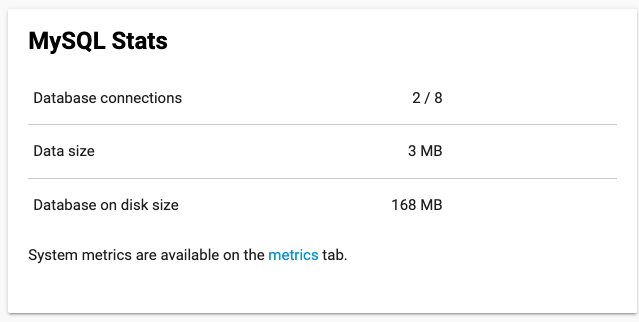 MySQL Stats
Database connections 2 / 8
Data size 3 MB
Database on disk size 168 MB
System metrics are available on the metrics tab.